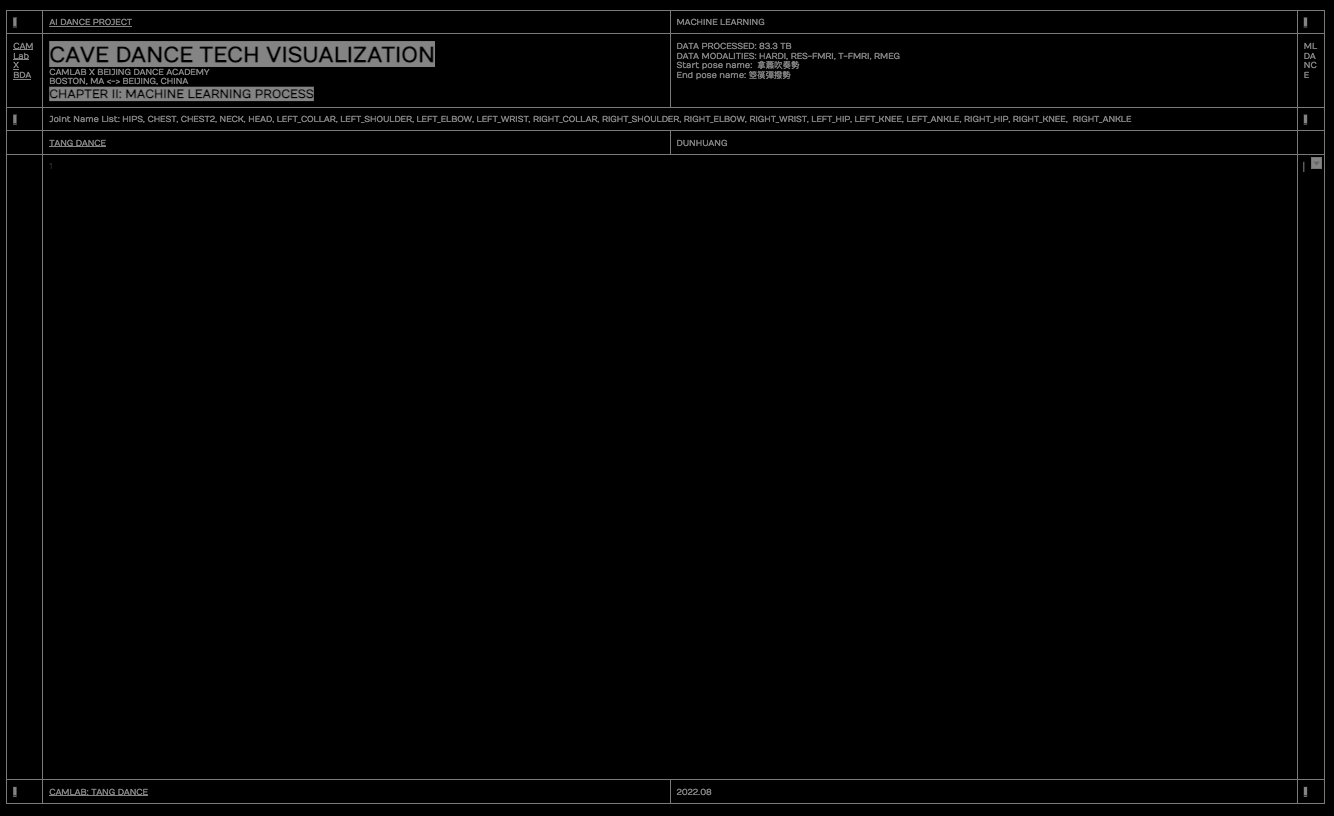 AI DANCE PROJECT
MACHINE LEARNING
CAM
Lab
X
BDA
CAVE DANCE TECH VISUALIZATION
CAMLAB X BEIJING DANCE ACADEMY
BOSTON, MA <-> BEIJING, CHINA
CHAPTER II: MACHINE LEARNING PROCESS
DATA PROCESSED: 83.3 TB
DATA MODALITIES: HARDI, RES-FMRI, T-FMRI, RMEG
Start pose name: 拿簫吹奏勢
End pose name: 箜篌彈撥勢
ML
DA
NC
E
Joint Name List: HIPS, CHEST, CHEST2, NECK, HEAD, LEFT_COLLAR, LEFT_SHOULDER, LEFT_ELBOW, LEFT_WRIST, RIGHT_COLLAR, RIGHT_SHOULDER, RIGHT_ELBOW, RIGHT_WRIST, LEFT_HIP, LEFT_KNEE, LEFT_ANKLE, RIGHT_HIP, RIGHT_KNEE, RIGHT_ANKLE
TANG DANCE
DUNHUANG
CAMLAB: TANG DANCE
2022.08